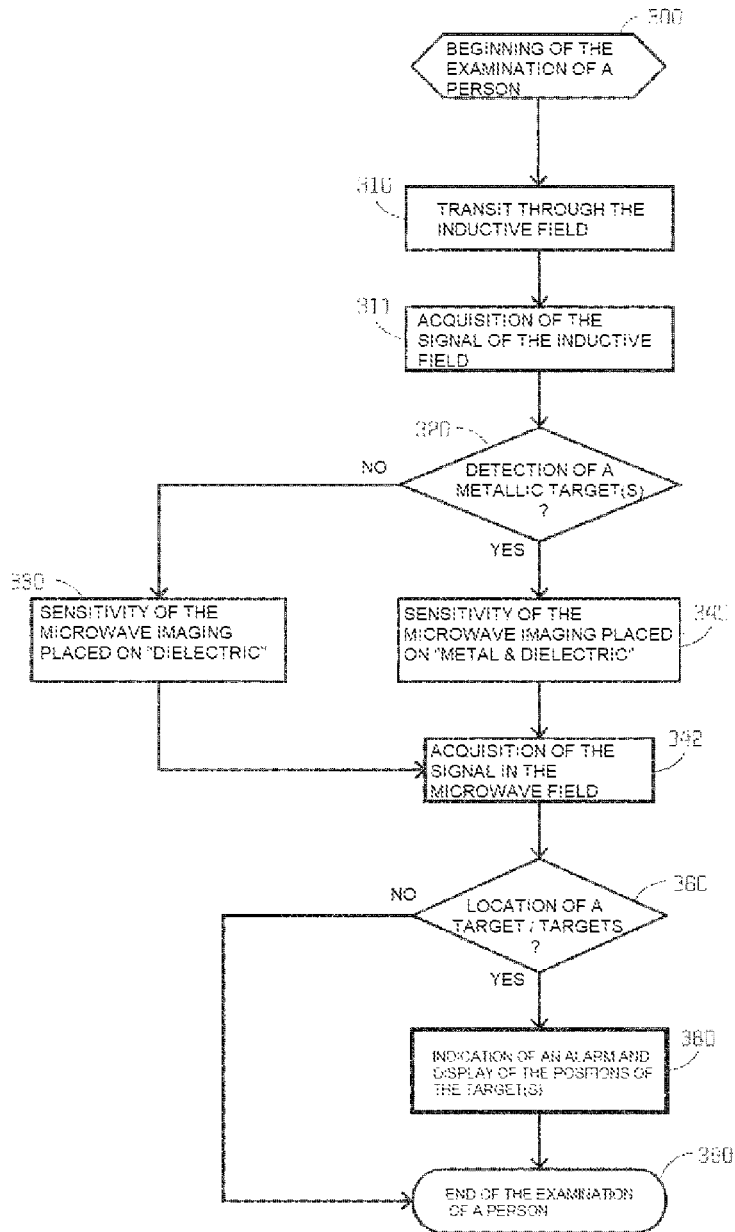 300
BEGINNING OF THE
EXAMINATION OF A
PERSON
310
TRANSIT THROUGH THE
INDUCTIVE FIELD
311
ACQUISITION OF THE
SIGNAL OF THE INDUCTIVE
FIELD
320
NO
DETECTION OF A
METALLIC TARGET(S)
?
YES
330
SENSITIVITY OF THE
MICROWAVE IMAGING
PLACED ON "DIELECTRIC"
340
SENSITIVITY OF THE
MICROWAVE IMAGING PLACED
ON "METAL & DIELECTRIC"
342
ACQUISITION OF THE
SIGNAL IN THE
MICROWAVE FIELD
360
NO
LOCATION OF A
TARGET / TARGETS
?
YES
380
INDICATION OF AN ALARM AND
DISPLAY OF THE POSITIONS OF
THE TARGET(S)
390
END OF THE EXAMINATION
OF A PERSON